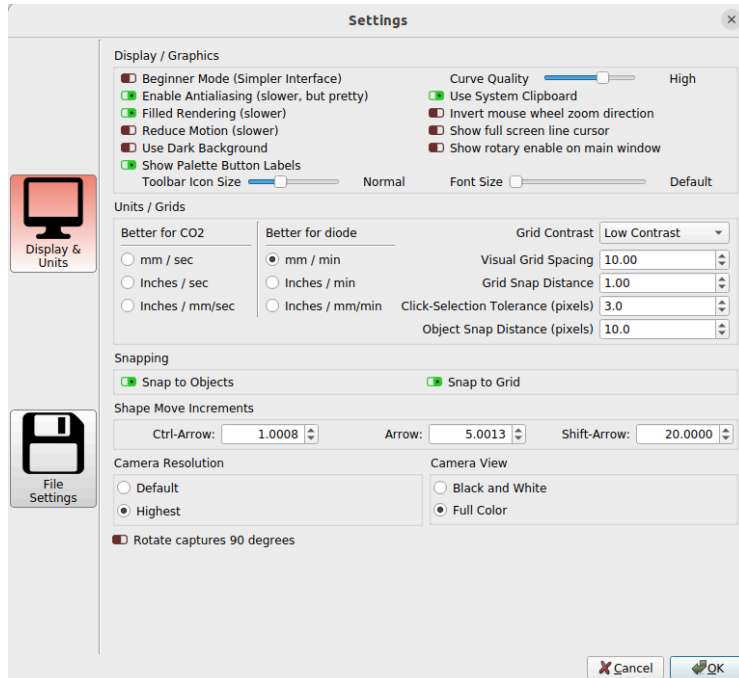 Settings
Display / Graphics
Beginner Mode (Simpler Interface)
Curve Quality High
Enable Antialiasing (slower, but pretty)
Use System Clipboard
Filled Rendering (slower)
Invert mouse wheel zoom direction
Reduce Motion (slower)
Show full screen line cursor
Use Dark Background
Show rotary enable on main window
Show Palette Button Labels
Toolbar Icon Size Normal
Font Size Default
Display &
Units
Units / Grids
Better for CO2
Better for diode
Grid Contrast Low Contrast
mm / sec
mm / min
Visual Grid Spacing 10.00
Inches / sec
Inches / min
Grid Snap Distance 1.00
Inches / mm/sec
Inches / mm/min
Click-Selection Tolerance (pixels) 3.0
Object Snap Distance (pixels) 10.0
Snapping
Snap to Objects
Snap to Grid
Shape Move Increments
Ctrl-Arrow: 1.0008
Arrow: 5.0013
Shift-Arrow: 20.0000
File
Settings
Camera Resolution
Camera View
Default
Black and White
Highest
Full Color
Rotate captures 90 degrees
Cancel
OK